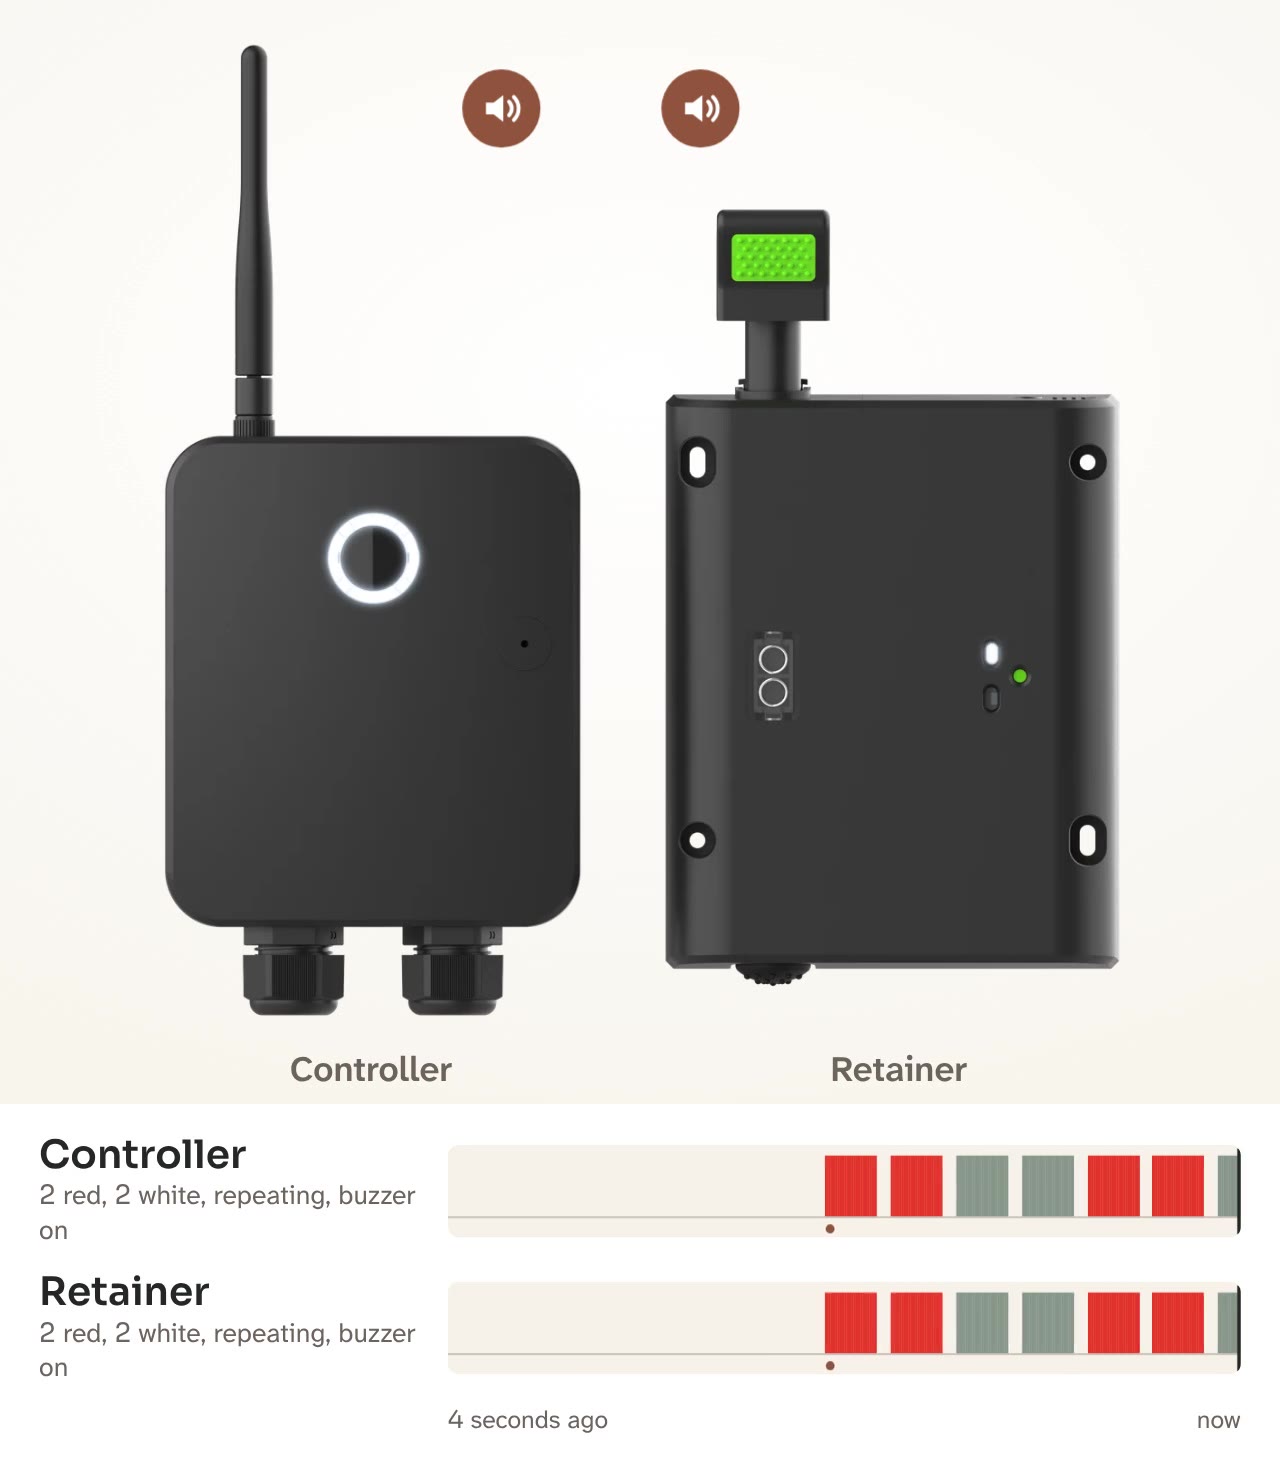 Controller
Retainer
Controller
2 red, 2 white, repeating, buzzer
on
Retainer
2 red, 2 white, repeating, buzzer
on
4 seconds ago
now